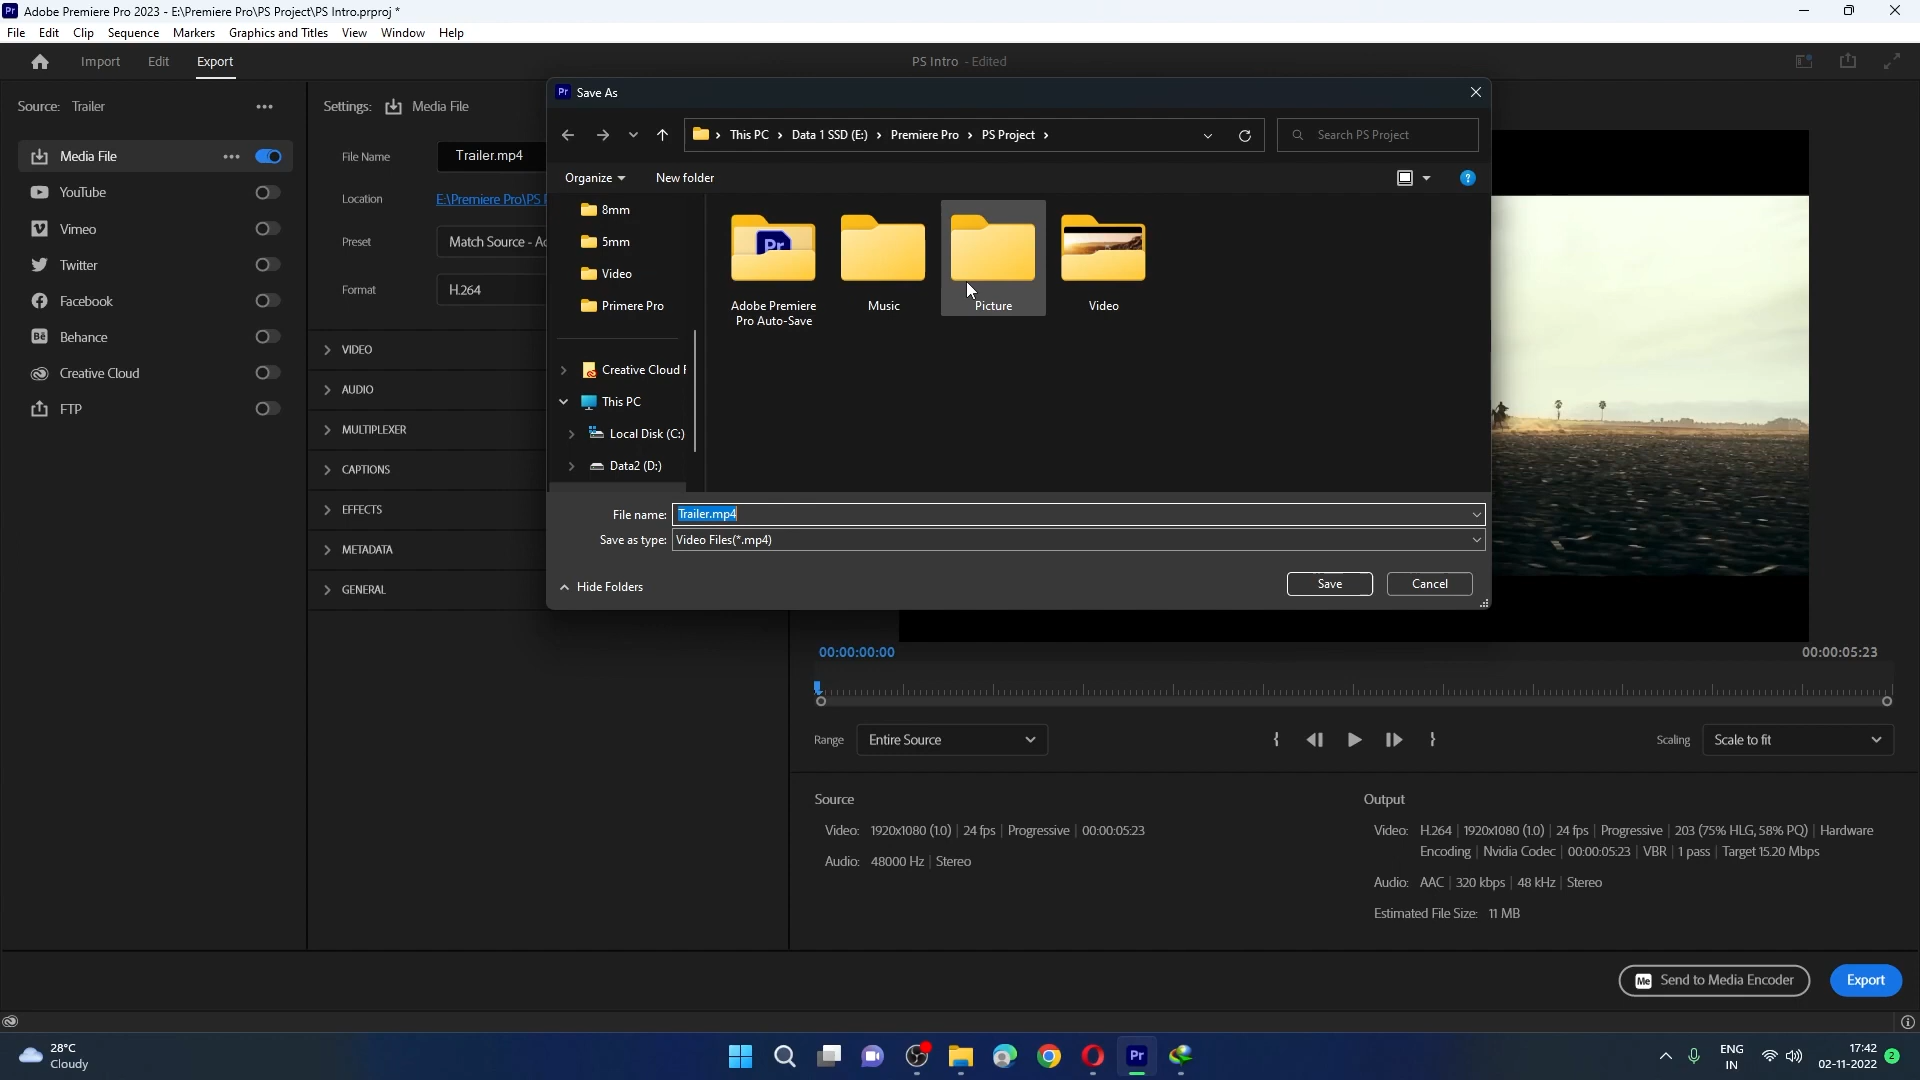 Adobe Premiere Pro 2023 - E:\Premiere Pro\PS Project\PS Intro.prproj *
File Edit Clip Sequence Markers Graphics and Titles View Window Help
Import Edit Export
PS Intro - Edited
Source: Trailer
Media File
YouTube
Vimeo
Twitter
Facebook
Behance
Creative Cloud
FTP
Settings: Media File
File Name Trailer.mp4
Location E:\Premiere Pro\PS
Preset Match Source -
Format H.264
VIDEO
AUDIO
MULTIPLEXER
CAPTIONS
EFFECTS
METADATA
GENERAL
Save As
This PC > Data 1 SSD (E:) > Premiere Pro > PS Project >
Search PS Project
Organize New folder
8mm
5mm
Video
Primere Pro
Creative Cloud
This PC
Local Disk (C:)
Data2 (D:)
Adobe Premiere
Pro Auto-Save
Music
Picture
Video
File name: Trailer.mp4
Save as type: Video Files(*.mp4)
Hide Folders
Save Cancel
00:00:00:00 00:00:05:23
Range Entire Source
Scaling Scale to fit
Source
Video: 1920x1080 (1.0) | 24 fps | Progressive | 00:00:05:23
Audio: 48000 Hz | Stereo
Output
Video: H.264 | 1920x1080 (1.0) | 24 fps | Progressive | 203 (75% HLG, 58% PQ) | Hardware
Encoding | Nvidia Codec | 00:00:05:23 | VBR | 1 pass | Target 15.20 Mbps
Audio: AAC | 320 kbps | 48 kHz | Stereo
Estimated File Size: 11 MB
Me Send to Media Encoder
Export
28°C
Cloudy
ENG
IN
17:42
02-11-2022
2